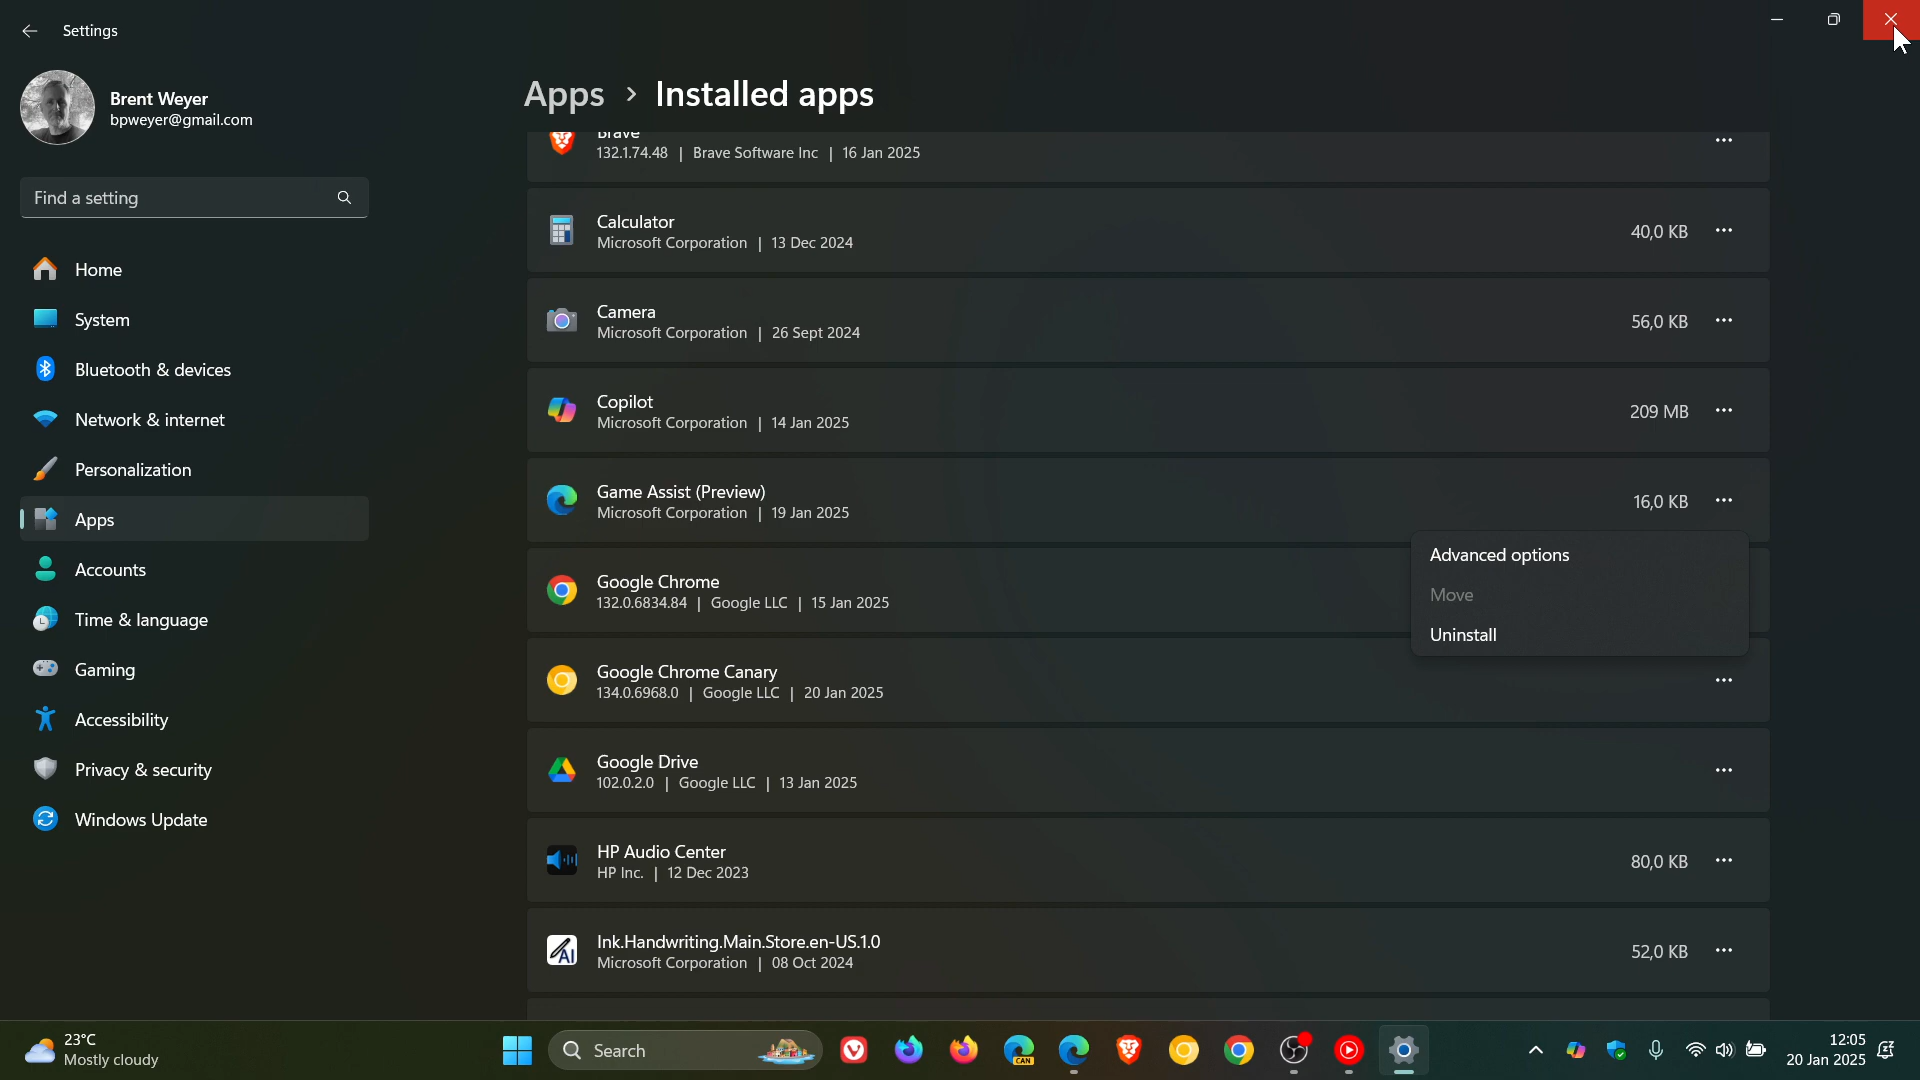 Settings
Brent Weyer
bpweyer@gmail.com
Find a setting
Home
System
Bluetooth & devices
Network & internet
Personalization
Apps
Accounts
Time & language
Gaming
Accessibility
Privacy & security
Windows Update
Apps › Installed apps
Brave
132.1.74.48 | Brave Software Inc | 16 Jan 2025
Calculator
Microsoft Corporation | 13 Dec 2024
40,0 KB
Camera
Microsoft Corporation | 26 Sept 2024
56,0 KB
Copilot
Microsoft Corporation | 14 Jan 2025
209 MB
Game Assist (Preview)
Microsoft Corporation | 19 Jan 2025
16,0 KB
Advanced options
Move
Uninstall
Google Chrome
132.0.6834.84 | Google LLC | 15 Jan 2025
Google Chrome Canary
134.0.6968.0 | Google LLC | 20 Jan 2025
Google Drive
102.0.2.0 | Google LLC | 13 Jan 2025
HP Audio Center
HP Inc. | 12 Dec 2023
80,0 KB
Ink.Handwriting.Main.Store.en-US.1.0
Microsoft Corporation | 08 Oct 2024
52,0 KB
AI
23°C
Mostly cloudy
Search
CAN
12:05
20 Jan 2025